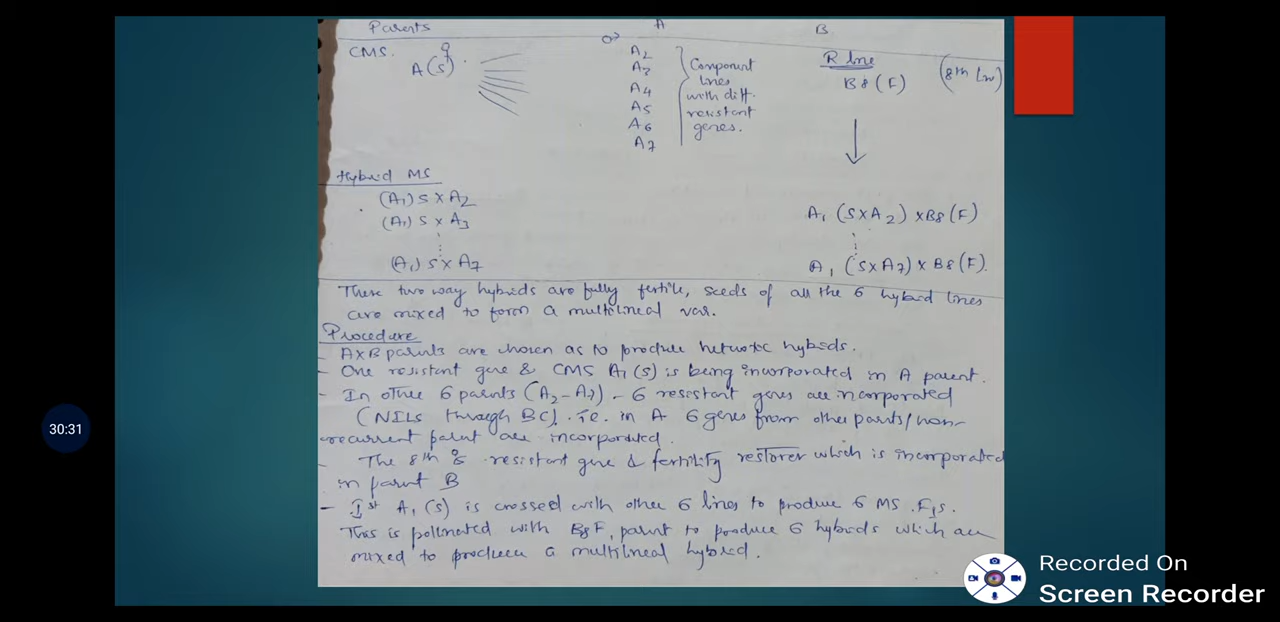 Parents A B
CMS. ♀ ♂ A2 R line
A(S) A3 Component B8 (F) (8th Line)
A4 lines
A5 with diff.
A6 resistant
A7 genes.
Hybrid MS
(A1) S x A2
(A1) S x A3
(A1) S x A7
A1 (S x A2) x B8 (F)
A1 (S x A7) x B8 (F).
These two way hybrids are fully fertile, seeds of all the 6 hybrid lines
are mixed to form a multilineal var.
Procedure
- A x B parents are chosen as to produce heterotic hybrids.
- One resistant gene & CMS A1 (S) is being incorporated in A parent.
- In other 6 parents (A2 - A7) - 6 resistant genes are incorporated
(NILs through BC). i.e. in A 6 genes from other parents/non-
recurrent parent are incorporated.
- The 8th resistant gene & fertility restorer which is incorporated
in parent B
- Ist A1 (S) is crossed with other 6 lines to produce 6 MS F1s.
This is pollinated with B8F, parent to produce 6 hybrids which are
mixed to produce a multilineal hybrid.
30:31
Recorded On
Screen Recorder